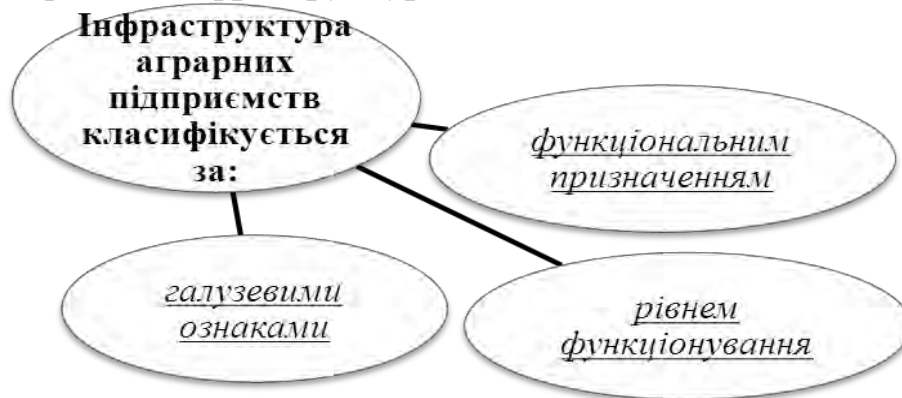 Інфраструктура
аграрних
підприємств
класифікується
за:
функціональним
призначенням
галузевими
ознаками
рівнем
функціонування